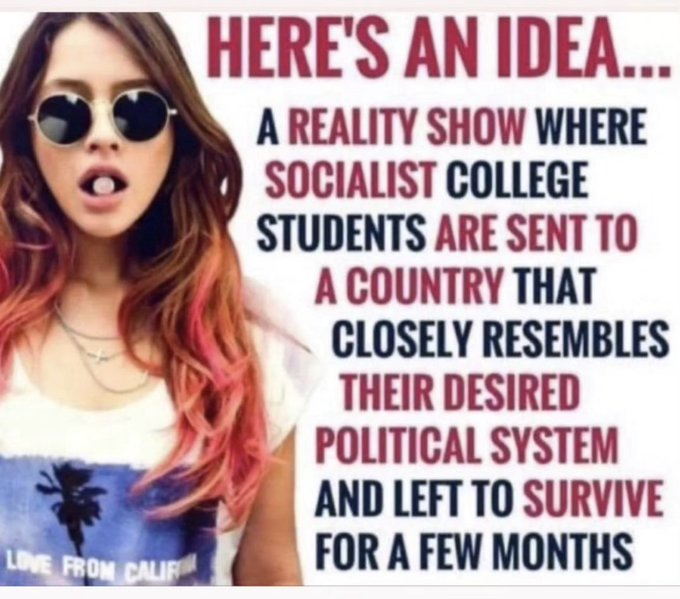 HERE'S AN IDEA...
A REALITY SHOW WHERE
SOCIALIST COLLEGE
STUDENTS ARE SENT TO
A COUNTRY THAT
CLOSELY RESEMBLES
THEIR DESIRED
POLITICAL SYSTEM
AND LEFT TO SURVIVE
FOR A FEW MONTHS
LOVE FROM CALIF